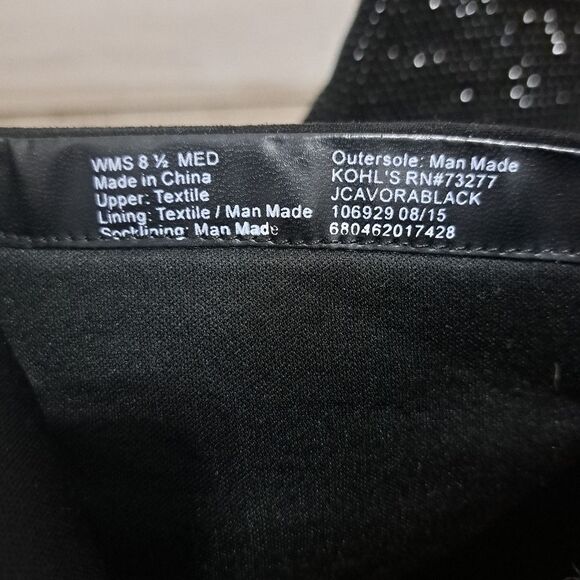 WMS 8 ½ MED
Made in China
Upper: Textile
Lining: Textile / Man Made
Socklining: Man Made
Outersole: Man Made
KOHL'S RN#73277
JCAVORABLACK
106929 08/15
680462017428